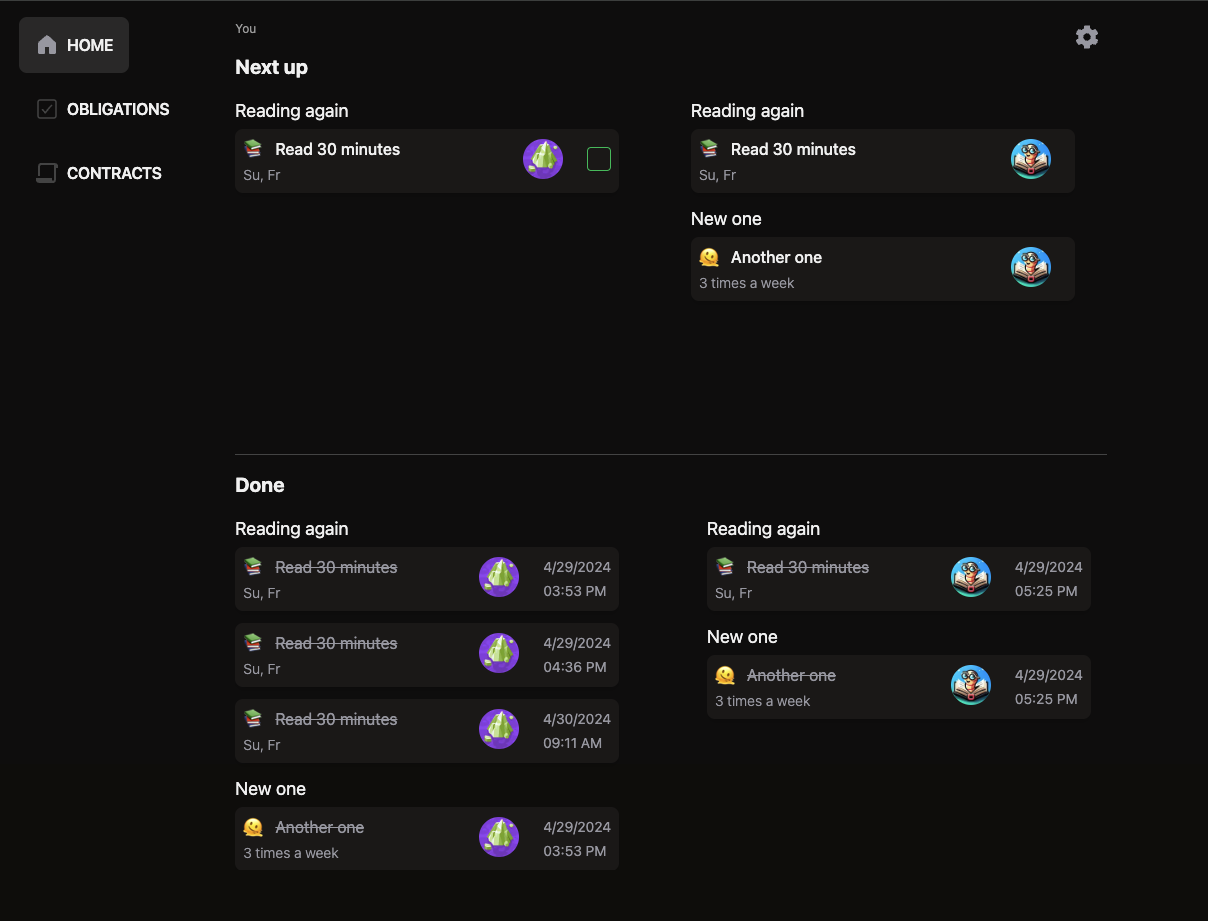 HOME
OBLIGATIONS
CONTRACTS
You
Next up
Reading again
Read 30 minutes
Su, Fr
Reading again
Read 30 minutes
Su, Fr
New one
Another one
3 times a week
Done
Reading again
Read 30 minutes
Su, Fr
4/29/2024
03:53 PM
Read 30 minutes
Su, Fr
4/29/2024
04:36 PM
Read 30 minutes
Su, Fr
4/30/2024
09:11 AM
New one
Another one
3 times a week
4/29/2024
03:53 PM
Reading again
Read 30 minutes
Su, Fr
4/29/2024
05:25 PM
New one
Another one
3 times a week
4/29/2024
05:25 PM